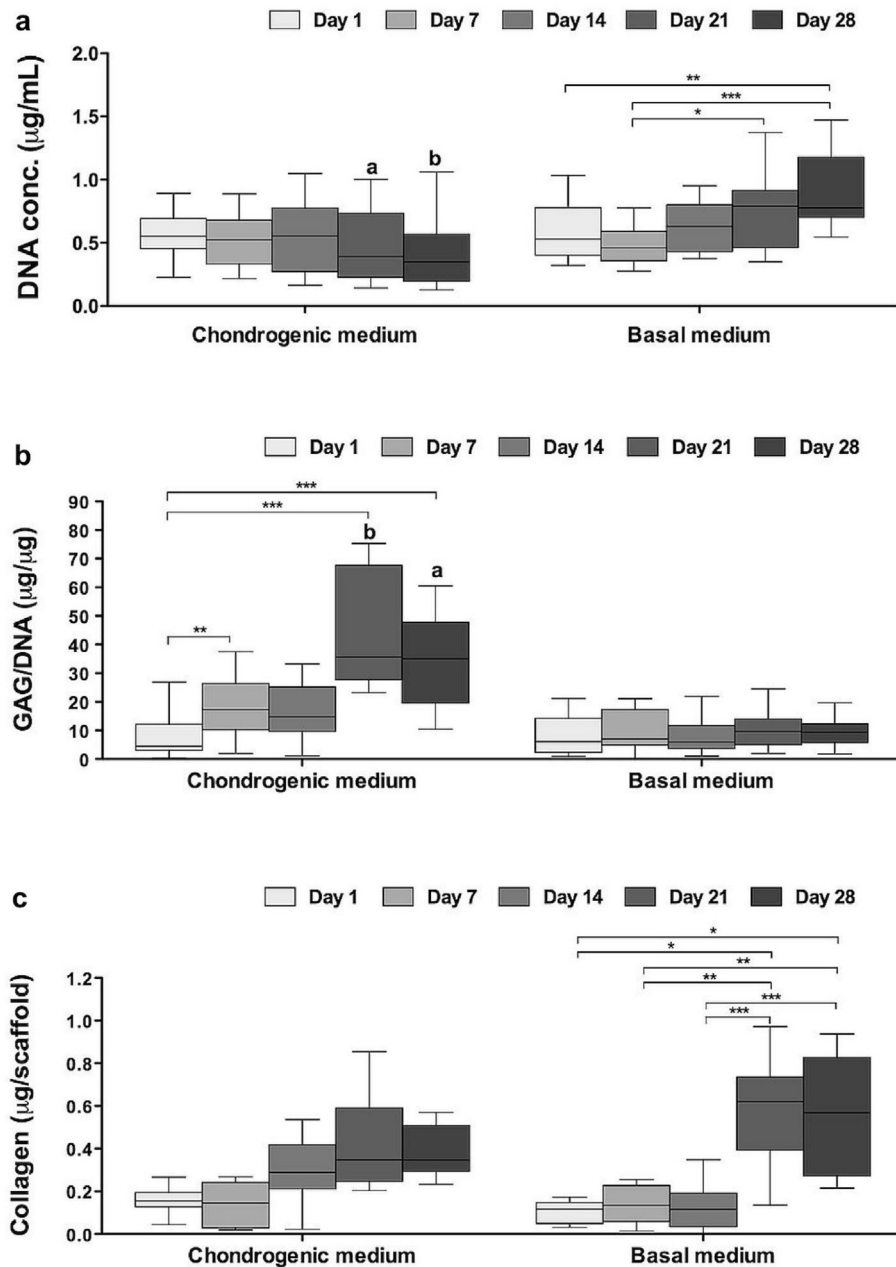 a
Day 1 Day 7 Day 14 Day 21 Day 28
DNA conc. (µg/mL)
2.0
1.5
1.0
0.5
0.0
**
***
*
a b
Chondrogenic medium Basal medium
b
Day 1 Day 7 Day 14 Day 21 Day 28
GAG/DNA (µg/µg)
90
80
70
60
50
40
30
20
10
0
***
***
**
b
a
Chondrogenic medium Basal medium
c
Day 1 Day 7 Day 14 Day 21 Day 28
Collagen (µg/scaffold)
1.2
1.0
0.8
0.6
0.4
0.2
0.0
*
*
**
**
***
***
Chondrogenic medium Basal medium